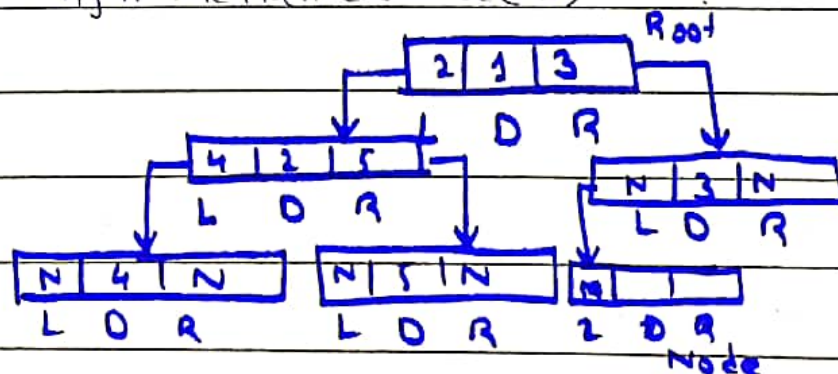 Root
2 1 3
L D R
4 2 5
L D R
N 3 N
L D R
N 4 N
L D R
N 5 N
L D R
L D R
Node